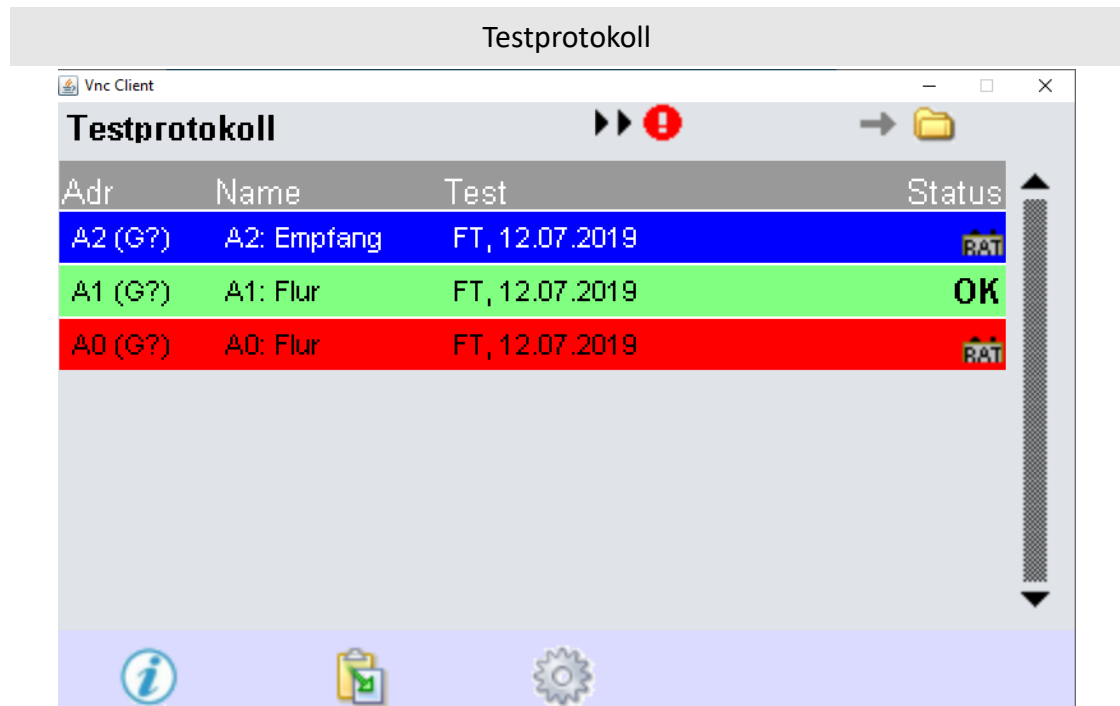 Testprotokoll
Vnc Client
Testprotokoll
Adr Name Test Status
A2 (G?) A2: Empfang FT, 12.07.2019 BAT
A1 (G?) A1: Flur FT, 12.07.2019 OK
A0 (G?) A0: Flur FT, 12.07.2019 BAT